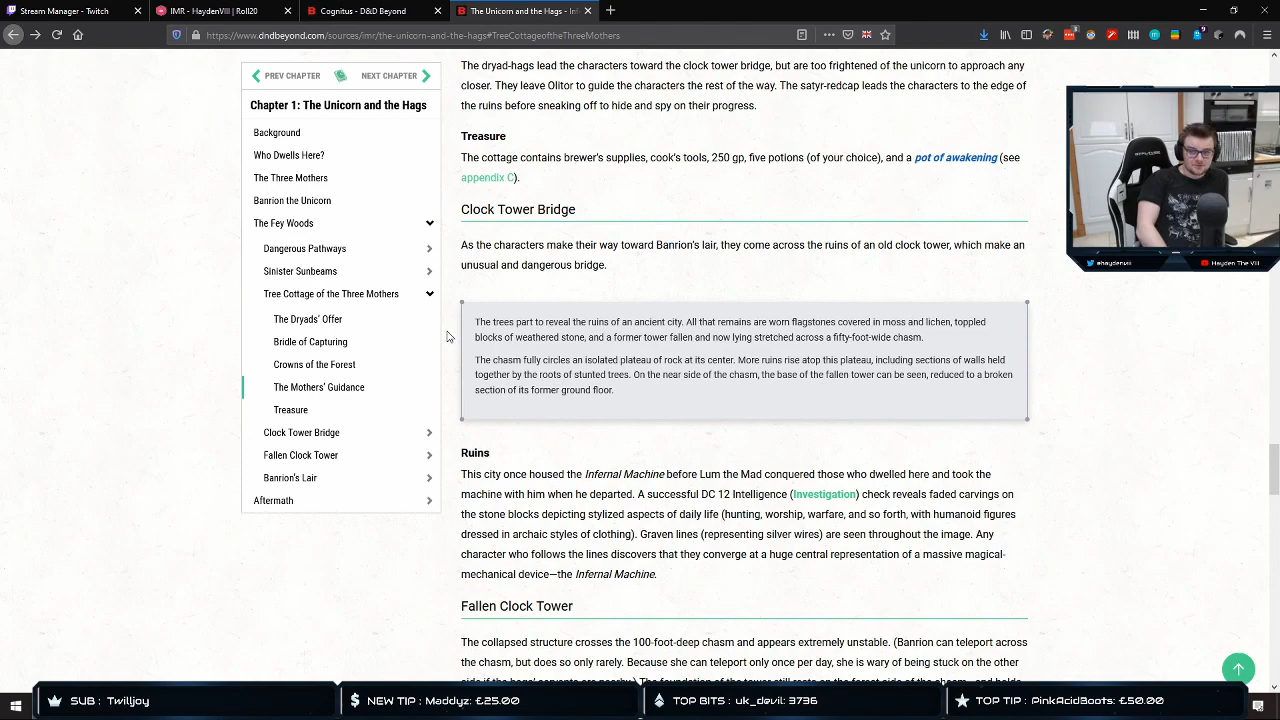 Stream Manager - Twitch
IMR - HaydenVIII | Roll20
Cognitus - D&D Beyond
The Unicorn and the Hags - Inf
https://www.dndbeyond.com/sources/imr/the-unicorn-and-the-hags#TreeCottageoftheThreeMothers
PREV CHAPTER
NEXT CHAPTER
Chapter 1: The Unicorn and the Hags
Background
Who Dwells Here?
The Three Mothers
Banrion the Unicorn
The Fey Woods
Dangerous Pathways
Sinister Sunbeams
Tree Cottage of the Three Mothers
The Dryads' Offer
Bridle of Capturing
Crowns of the Forest
The Mothers' Guidance
Treasure
Clock Tower Bridge
Fallen Clock Tower
Banrion's Lair
Aftermath
The dryad-hags lead the characters toward the clock tower bridge, but are too frightened of the unicorn to approach any
closer. They leave Olitor to guide the characters the rest of the way. The satyr-redcap leads the characters to the edge of
the ruins before sneaking off to hide and spy on their progress.
Treasure
The cottage contains brewer's supplies, cook's tools, 250 gp, five potions (of your choice), and a pot of awakening (see
appendix C).
Clock Tower Bridge
As the characters make their way toward Banrion's lair, they come across the ruins of an old clock tower, which make an
unusual and dangerous bridge.
The trees part to reveal the ruins of an ancient city. All that remains are worn flagstones covered in moss and lichen, toppled
blocks of weathered stone, and a former tower fallen and now lying stretched across a fifty-foot-wide chasm.
The chasm fully circles an isolated plateau of rock at its center. More ruins rise atop this plateau, including sections of walls held
together by the roots of stunted trees. On the near side of the chasm, the base of the fallen tower can be seen, reduced to a broken
section of its former ground floor.
Ruins
This city once housed the Infernal Machine before Lum the Mad conquered those who dwelled here and took the
machine with him when he departed. A successful DC 12 Intelligence (Investigation) check reveals faded carvings on
the stone blocks depicting stylized aspects of daily life (hunting, worship, warfare, and so forth, with humanoid figures
dressed in archaic styles of clothing). Graven lines (representing silver wires) are seen throughout the image. Any
character who follows the lines discovers that they converge at a huge central representation of a massive magical-
mechanical device—the Infernal Machine.
Fallen Clock Tower
The collapsed structure crosses the 100-foot-deep chasm and appears extremely unstable. (Banrion can teleport across
the chasm, but does so only rarely. Because she can teleport only once per day, she is wary of being stuck on the other
@haydenviii
Hayden The VIII
SUB : Twilljoy
NEW TIP : Maddyz: £25.00
TOP BITS : uk_devil: 3736
TOP TIP : PinkAcidBoots: £50.00